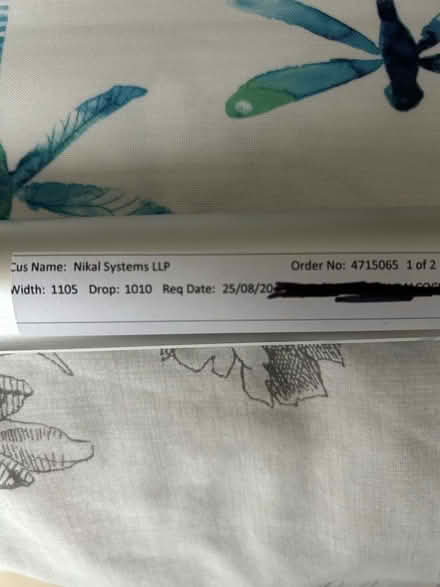 Cus Name: Nikal Systems LLP Order No: 4715065 1 of 2
Width: 1105 Drop: 1010 Req Date: 25/08/20